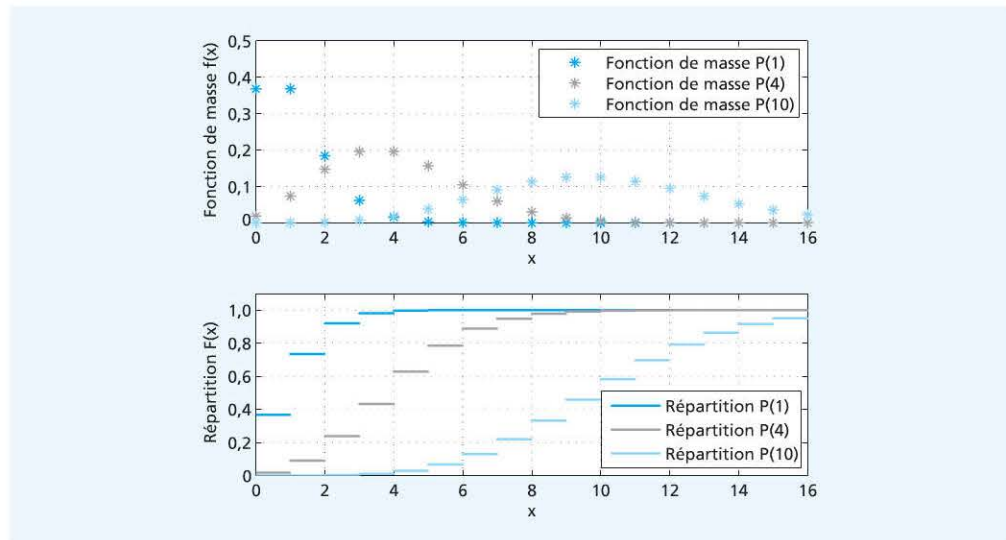 Fonction de masse f(x)
0,5
0,4
0,3
0,2
0,1
0
Fonction de masse P(1)
Fonction de masse P(4)
Fonction de masse P(10)
0 2 4 6 8 10 12 14 16
x
Répartition F(x)
1,0
0,8
0,6
0,4
0,2
0
Répartition P(1)
Répartition P(4)
Répartition P(10)
0 2 4 6 8 10 12 14 16
x